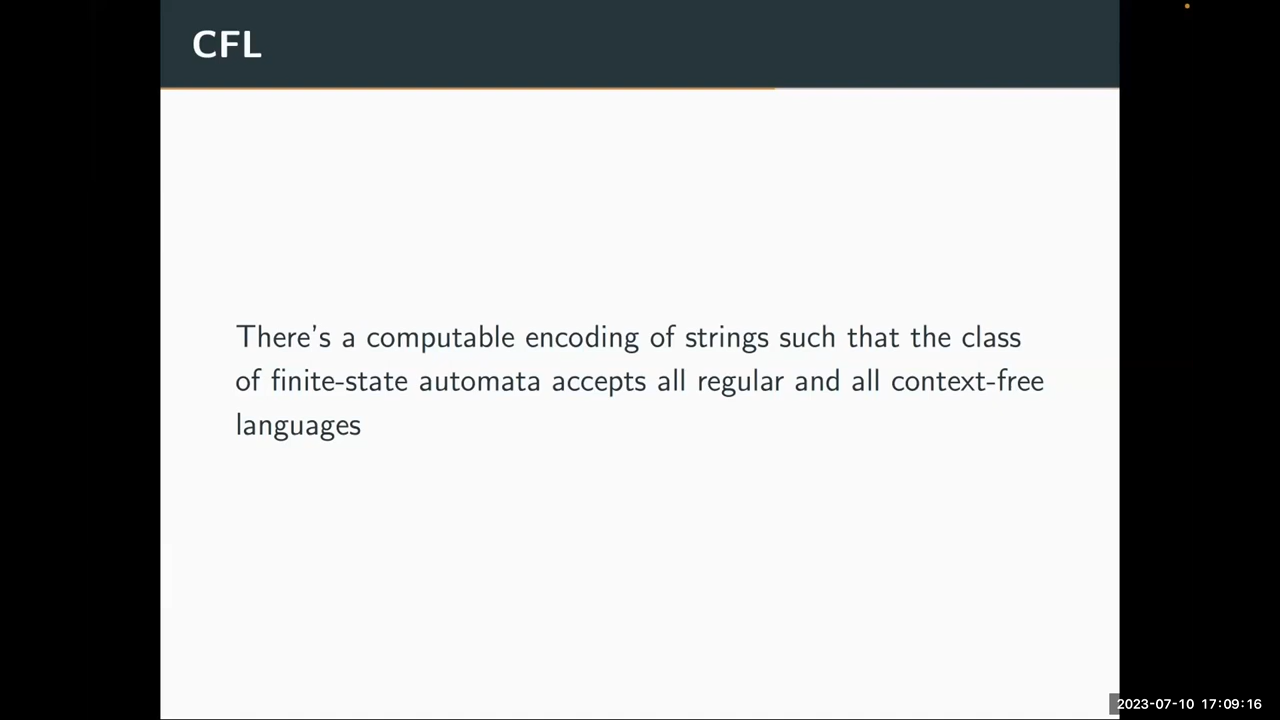 CFL
There's a computable encoding of strings such that the class
of finite-state automata accepts all regular and all context-free
languages
2023-07-10 17:09:16